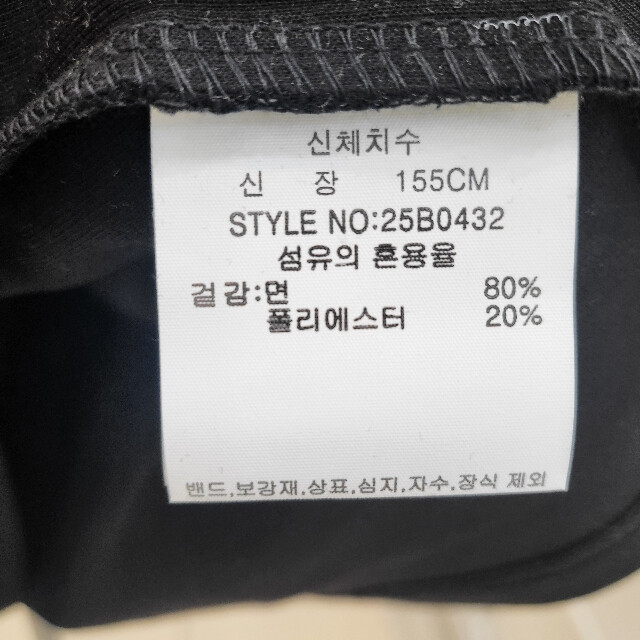 신체치수
신 장 155CM
STYLE NO:25B0432
섬유의 혼용율
겉감:면 80%
폴리에스터 20%
밴드,보강재,상표,심지,자수,장식 제외